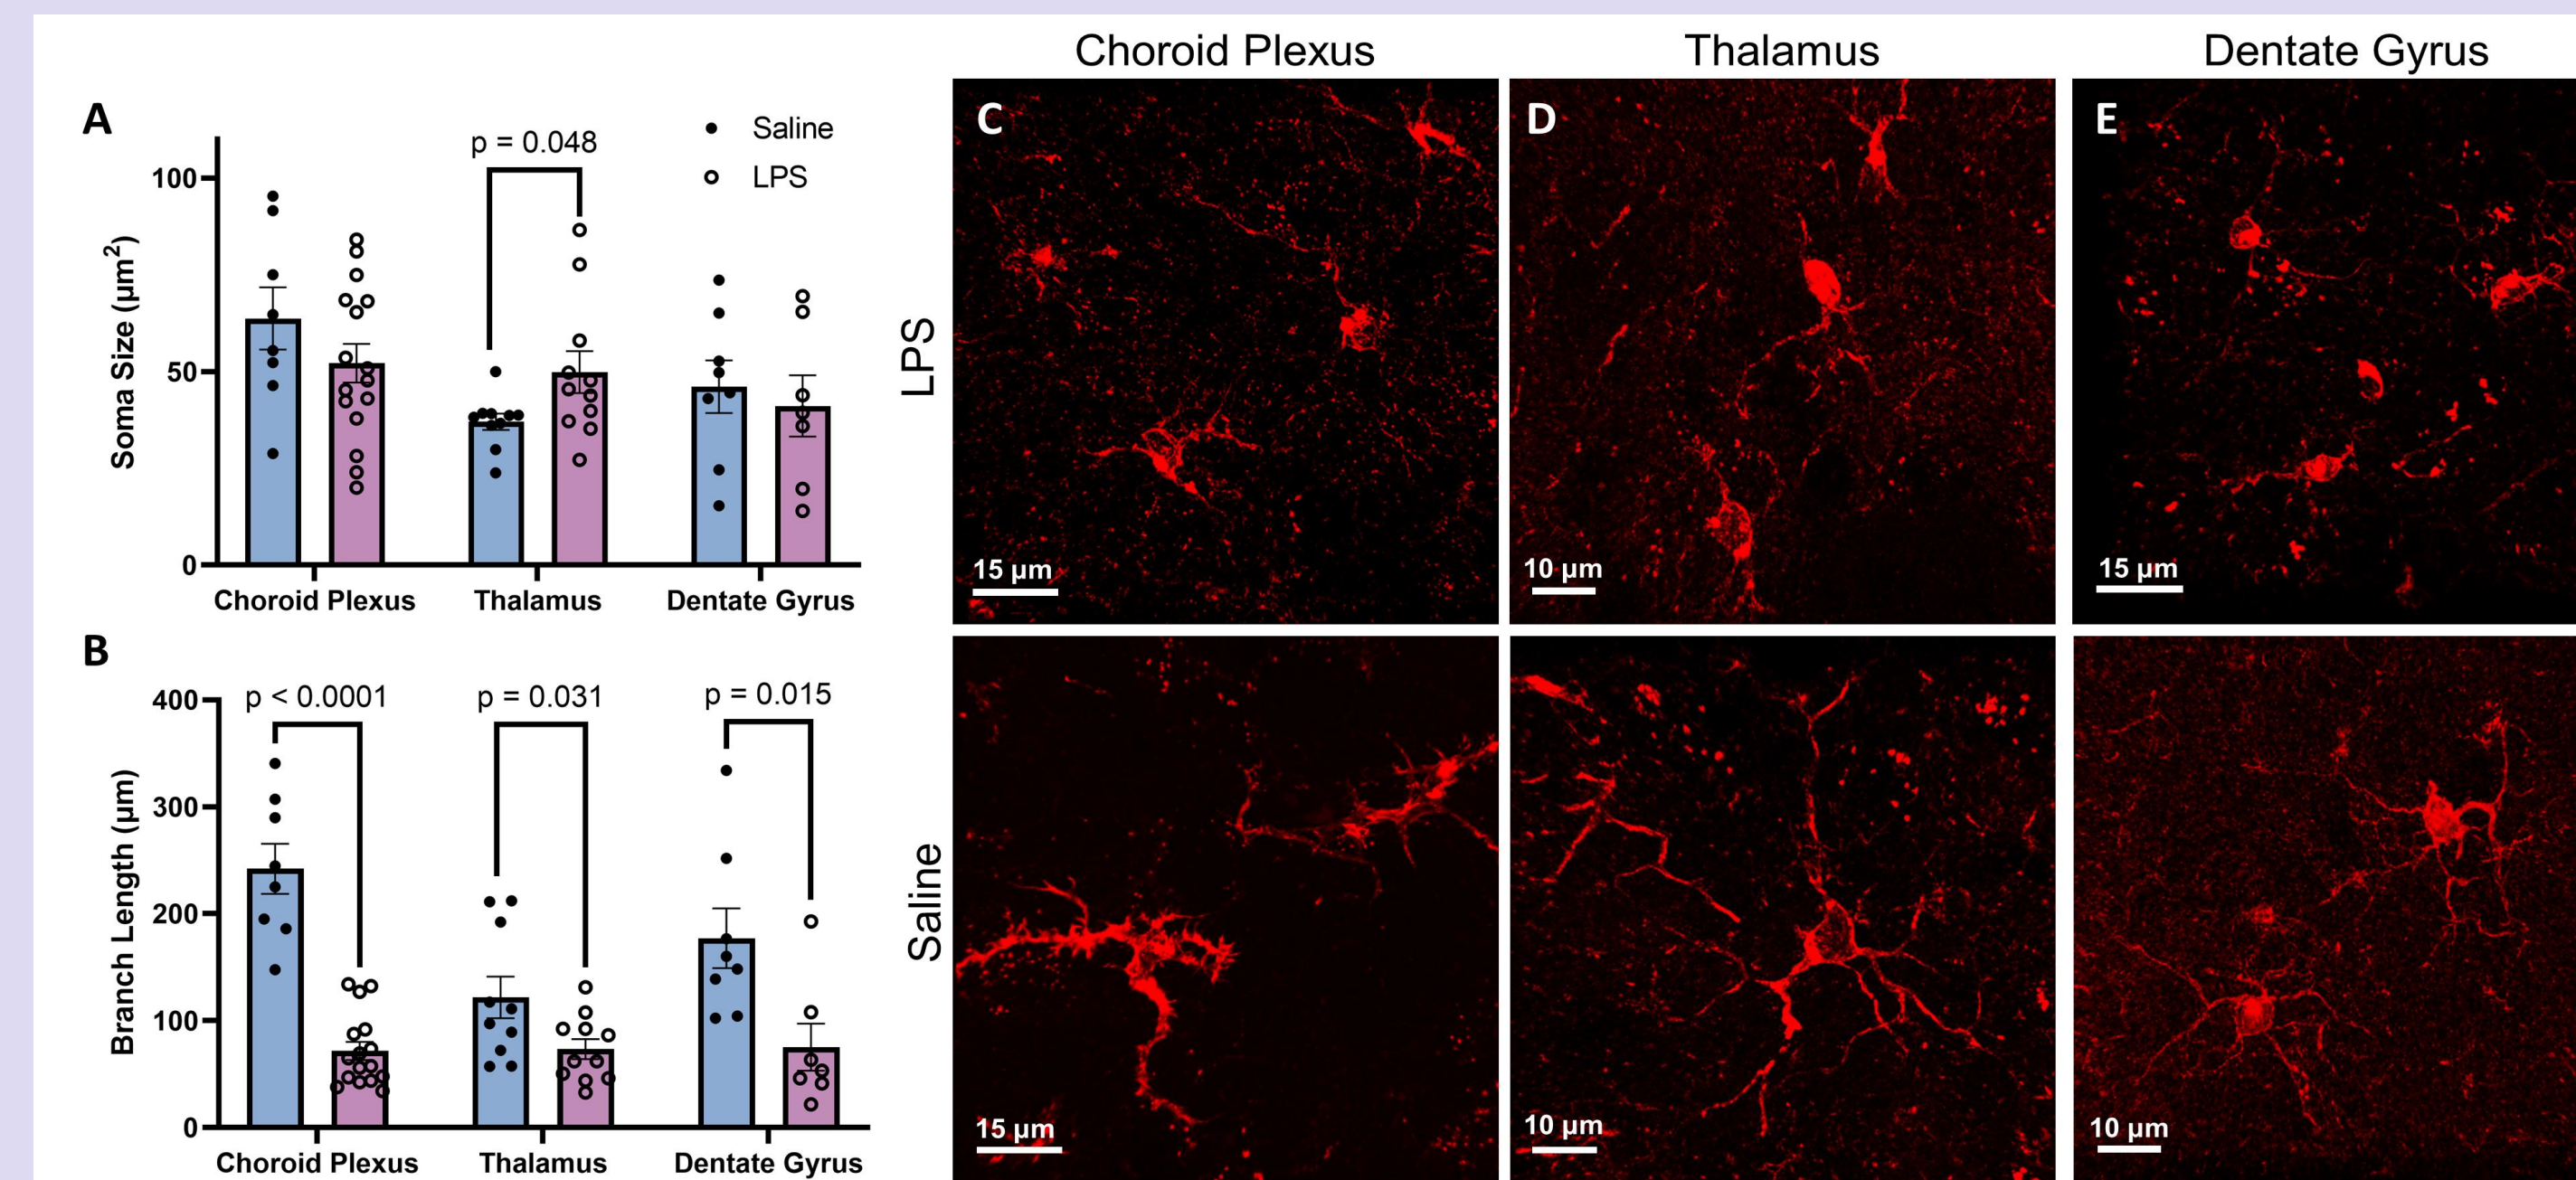 A
Soma Size (µm²)
100
50
0
p = 0.048
Saline
LPS
Choroid Plexus
Thalamus
Dentate Gyrus
B
Branch Length (µm)
400
300
200
100
0
p < 0.0001
p = 0.031
p = 0.015
Choroid Plexus
Thalamus
Dentate Gyrus
Choroid Plexus
Thalamus
Dentate Gyrus
LPS
C
15 µm
D
10 µm
E
15 µm
Saline
15 µm
10 µm
10 µm